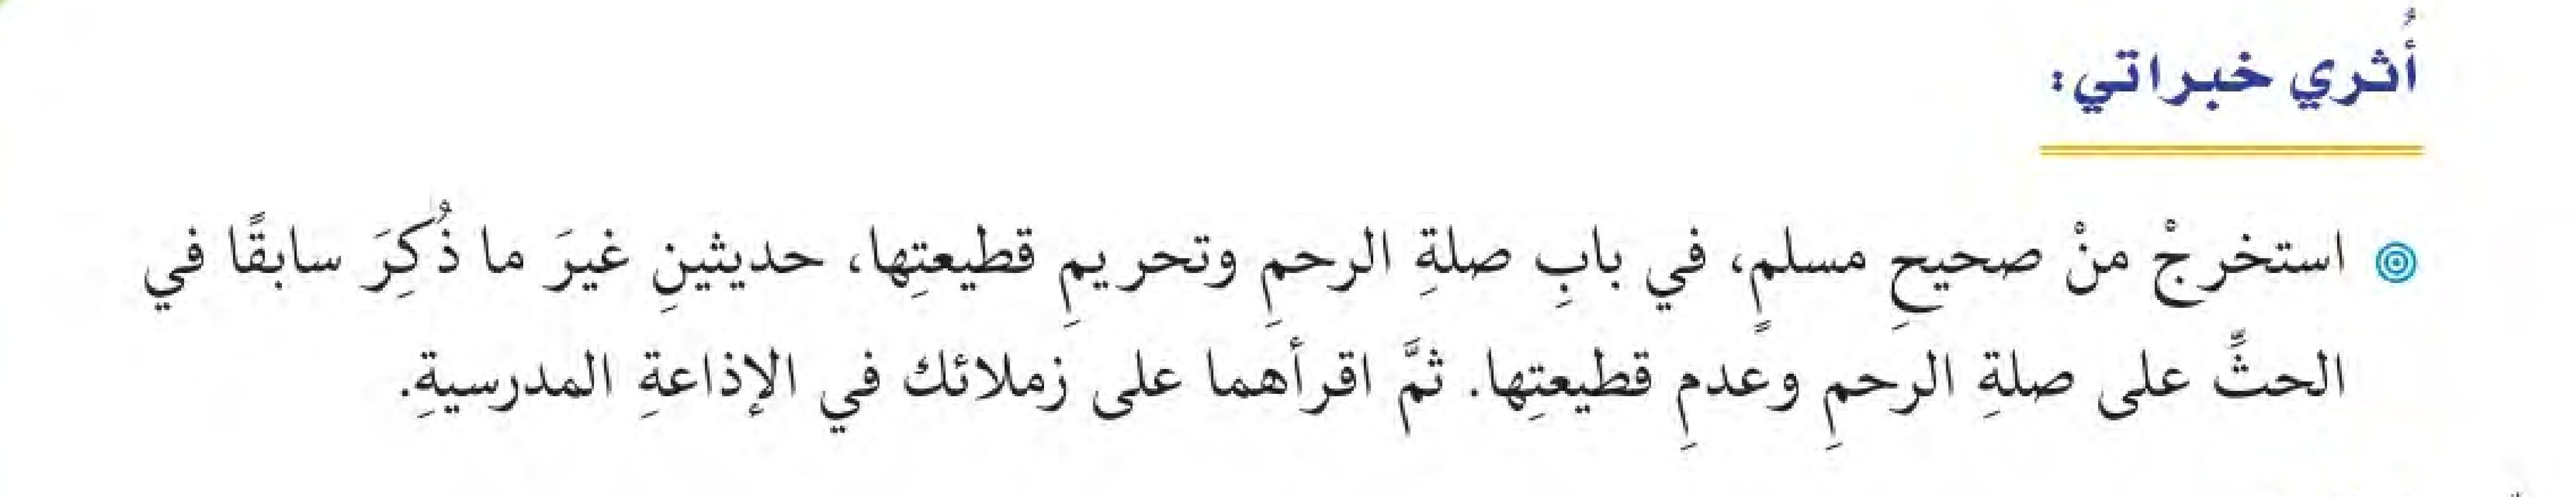 أُثري خبراتي:
استخرجْ منْ صحيحِ مسلمٍ، في بابِ صلةِ الرحمِ وتحريمِ قطيعتِها، حديثينِ غيرَ ما ذُكِرَ سابقًا في
الحثِّ على صلةِ الرحمِ وعدمِ قطيعتِها. ثمَّ اقرأهما على زملائك في الإذاعةِ المدرسيةِ.